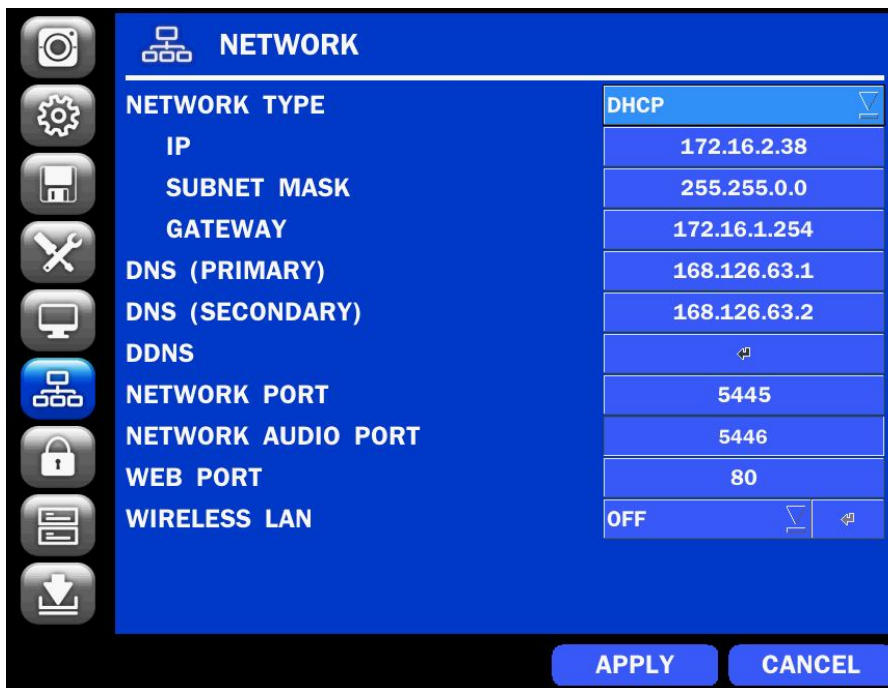 NETWORK
NETWORK TYPE DHCP
IP 172.16.2.38
SUBNET MASK 255.255.0.0
GATEWAY 172.16.1.254
DNS (PRIMARY) 168.126.63.1
DNS (SECONDARY) 168.126.63.2
DDNS
NETWORK PORT 5445
NETWORK AUDIO PORT 5446
WEB PORT 80
WIRELESS LAN OFF
APPLY CANCEL